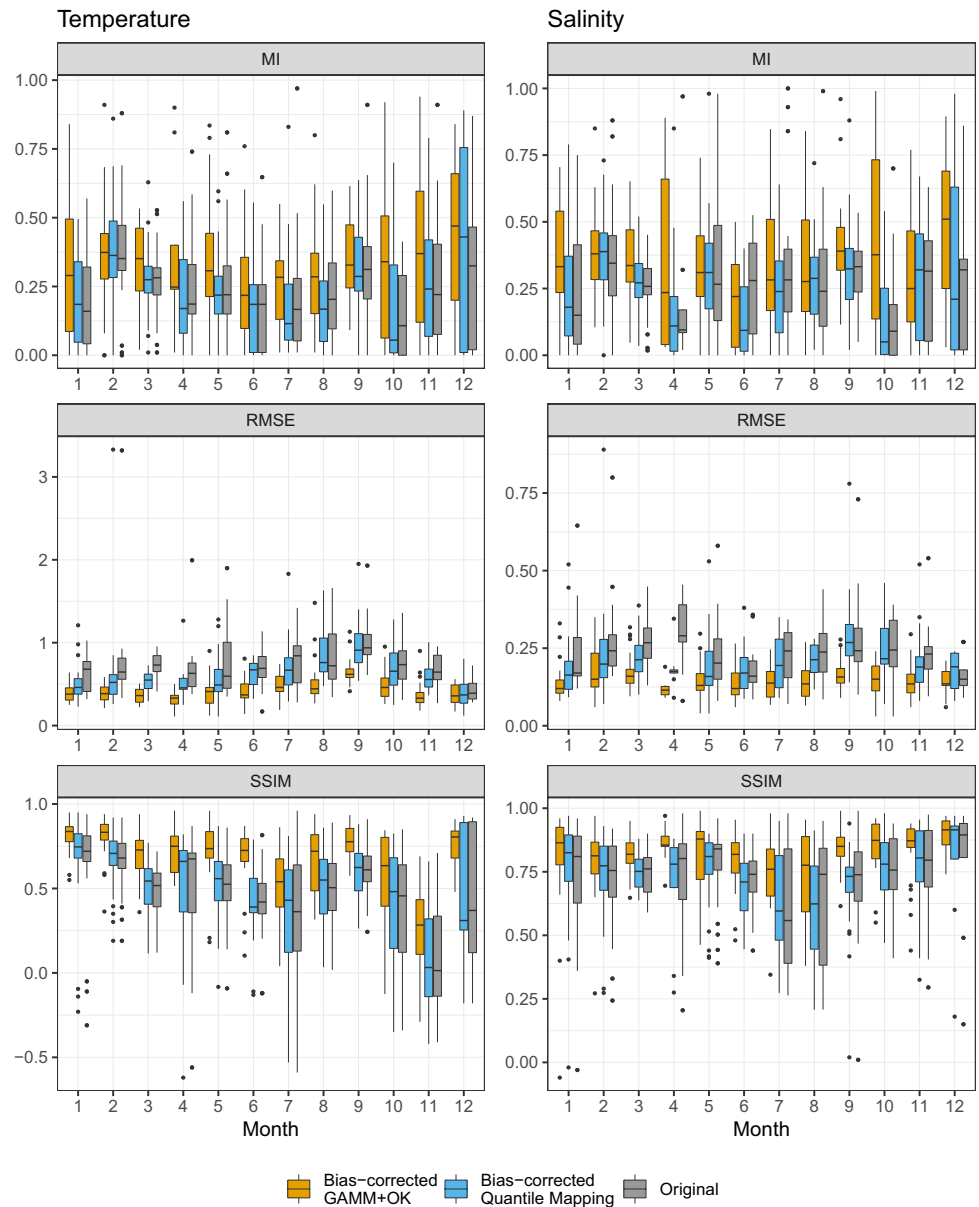 Temperature
Salinity
MI
MI
1.00
0.75
0.50
0.25
0.00
1.00
0.75
0.50
0.25
0.00
1 2 3 4 5 6 7 8 9 10 11 12
1 2 3 4 5 6 7 8 9 10 11 12
RMSE
RMSE
3
2
1
0
0.75
0.50
0.25
0.00
1 2 3 4 5 6 7 8 9 10 11 12
1 2 3 4 5 6 7 8 9 10 11 12
SSIM
SSIM
1.0
0.5
0.0
−0.5
1.00
0.75
0.50
0.25
0.00
1 2 3 4 5 6 7 8 9 10 11 12
1 2 3 4 5 6 7 8 9 10 11 12
Month
Month
Bias−corrected
GAMM+OK
Bias−corrected
Quantile Mapping
Original